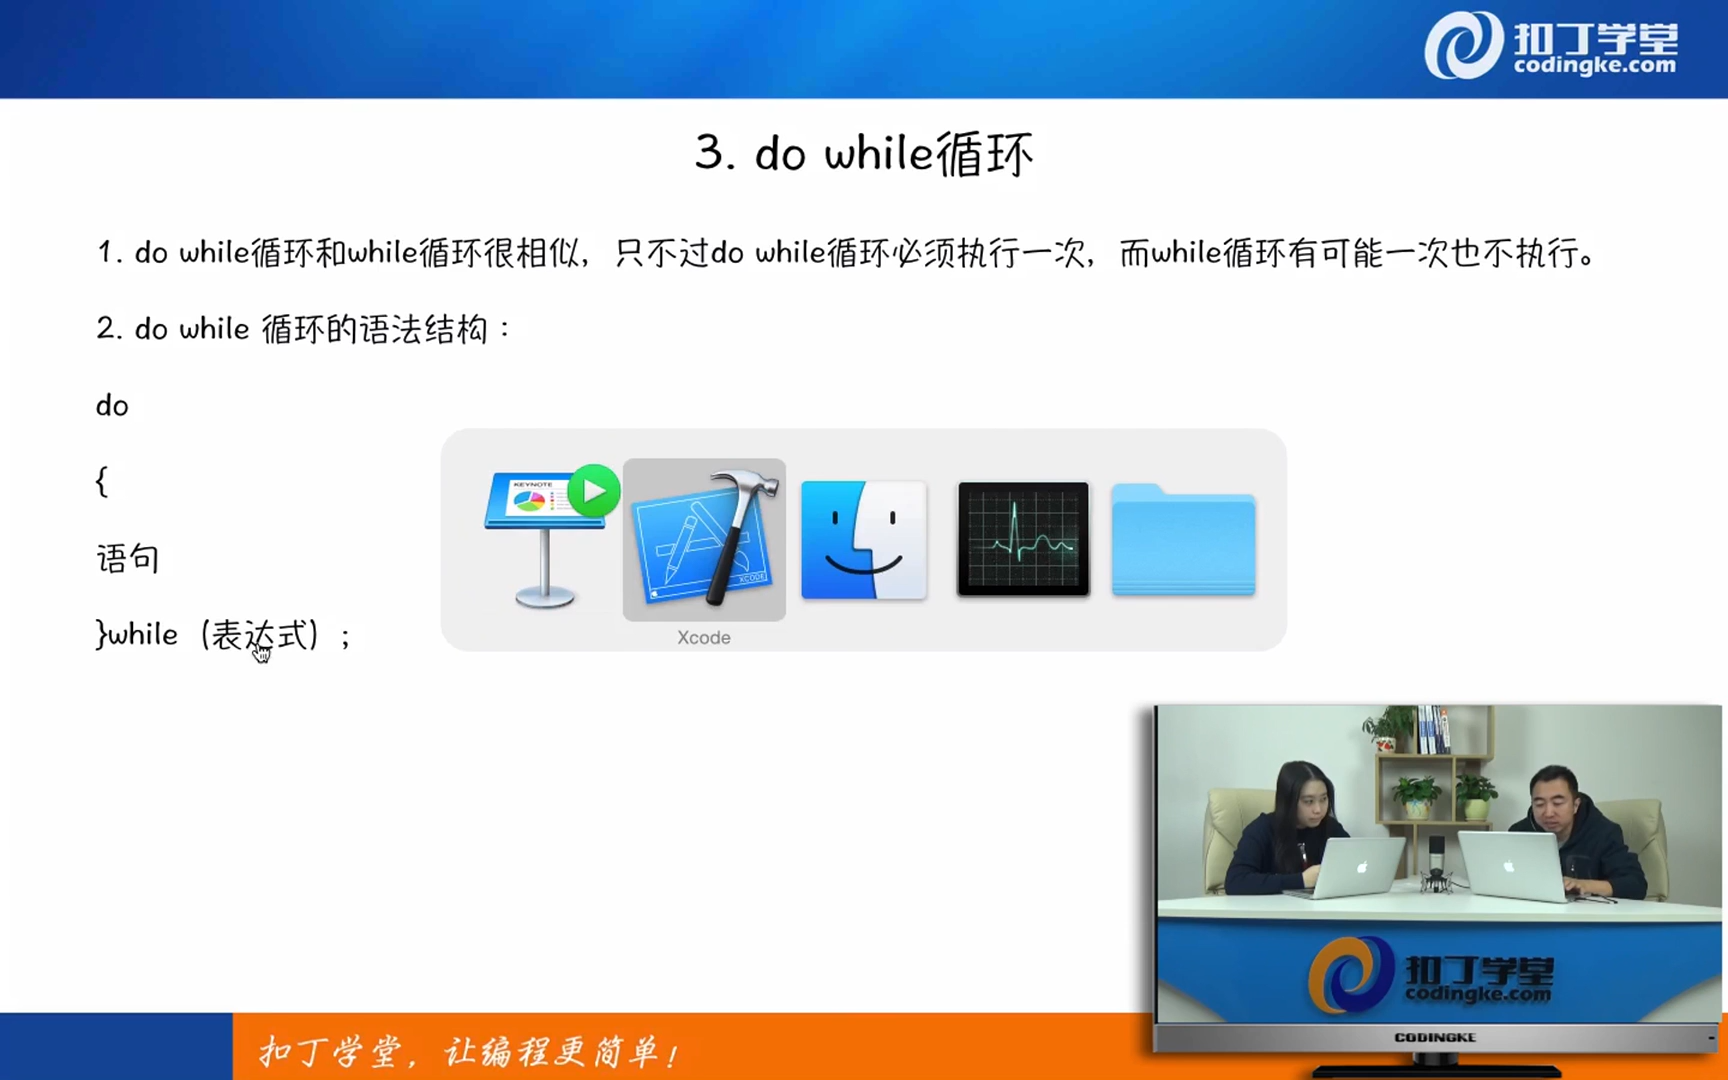 扣丁学堂
codingke.com
3. do while循环
1. do while循环和while循环很相似，只不过do while循环必须执行一次，而while循环有可能一次也不执行。
2. do while 循环的语法结构：
do
{
语句
}while（表达式）；
KEYNOTE
XCODE
Xcode
扣丁学堂
codingke.com
CODINGKE
扣丁学堂，让编程更简单！